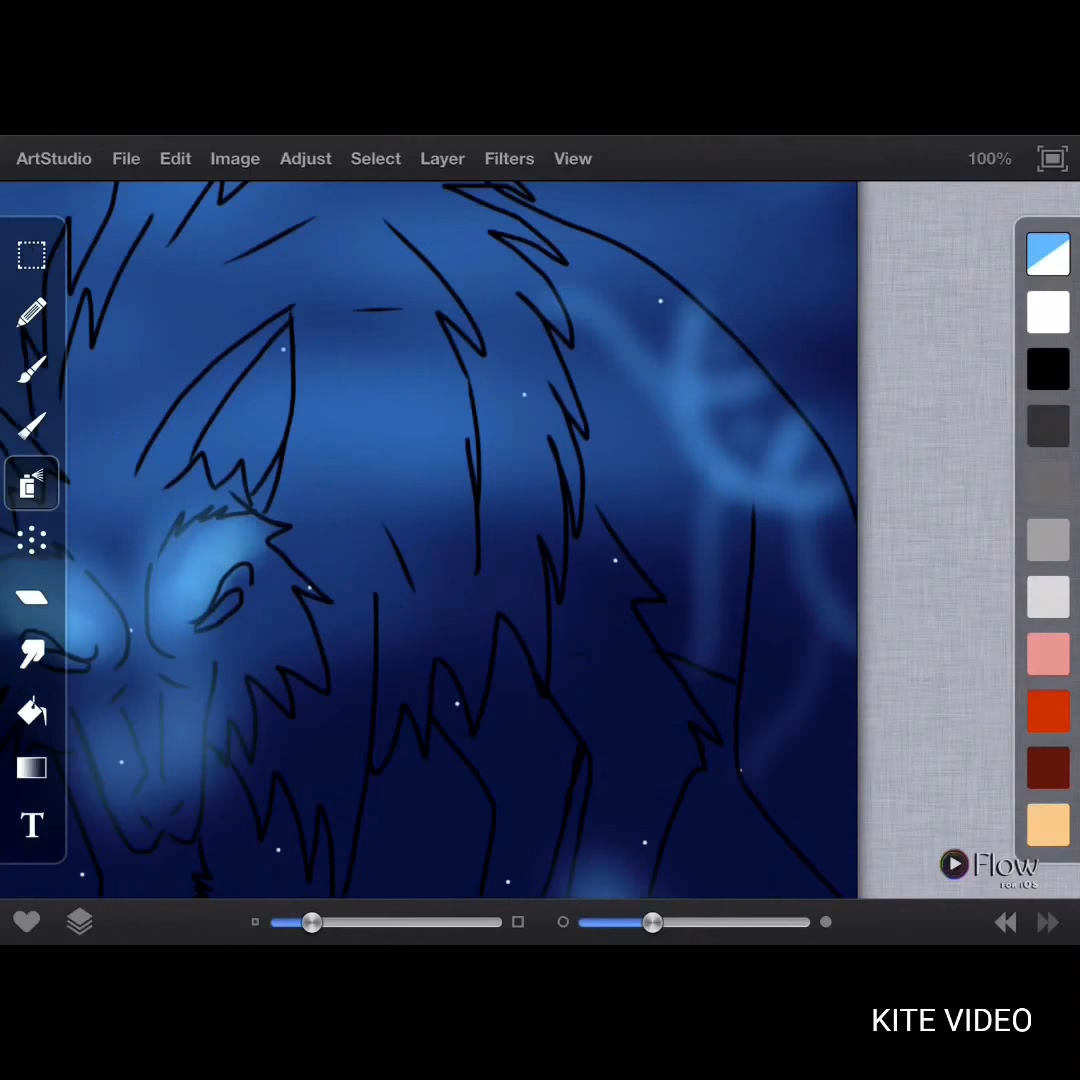 ArtStudio File Edit Image Adjust Select Layer Filters View 100%
T
Flow
FOR iOS
KITE VIDEO